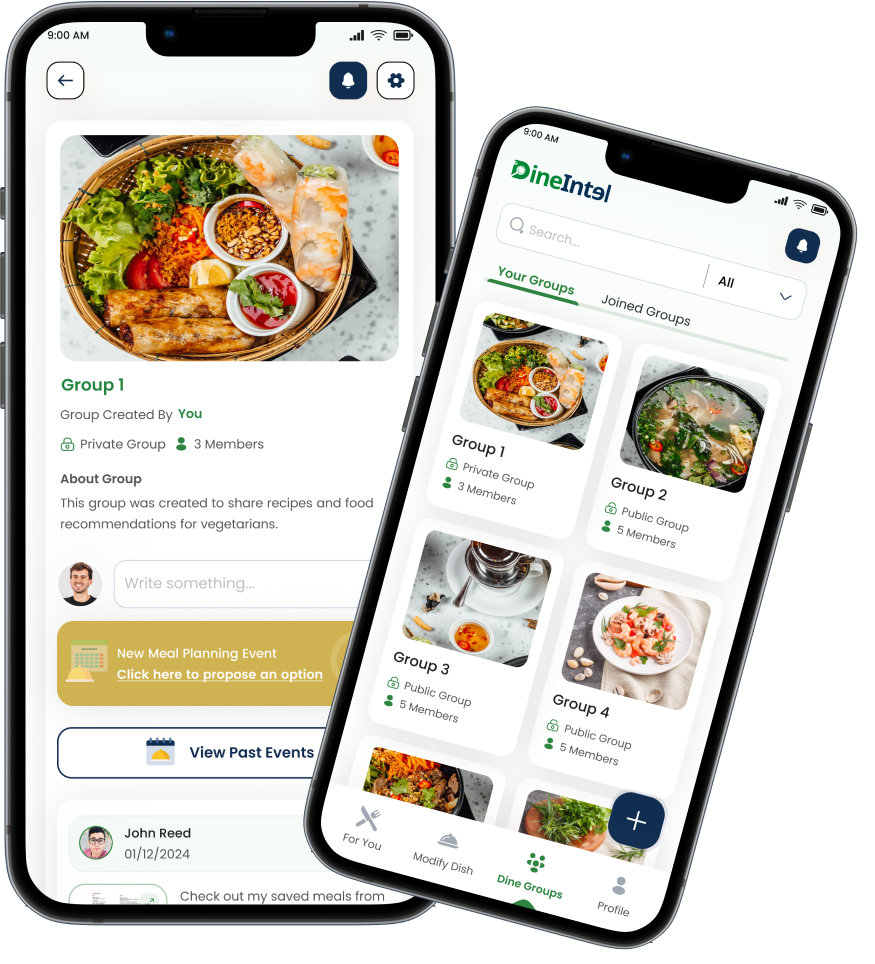 9:00 AM
Group 1
Group Created By You
Private Group 3 Members
About Group
This group was created to share recipes and food
recommendations for vegetarians.
Write something...
New Meal Planning Event
Click here to propose an option
View Past Events
John Reed
01/12/2024
Check out my saved meals from
9:00 AM
DineIntel
Search...
All
Your Groups
Joined Groups
Group 1
Private Group
3 Members
Group 2
Public Group
5 Members
Group 3
Public Group
5 Members
Group 4
Public Group
5 Members
For You
Modify Dish
Dine Groups
Profile